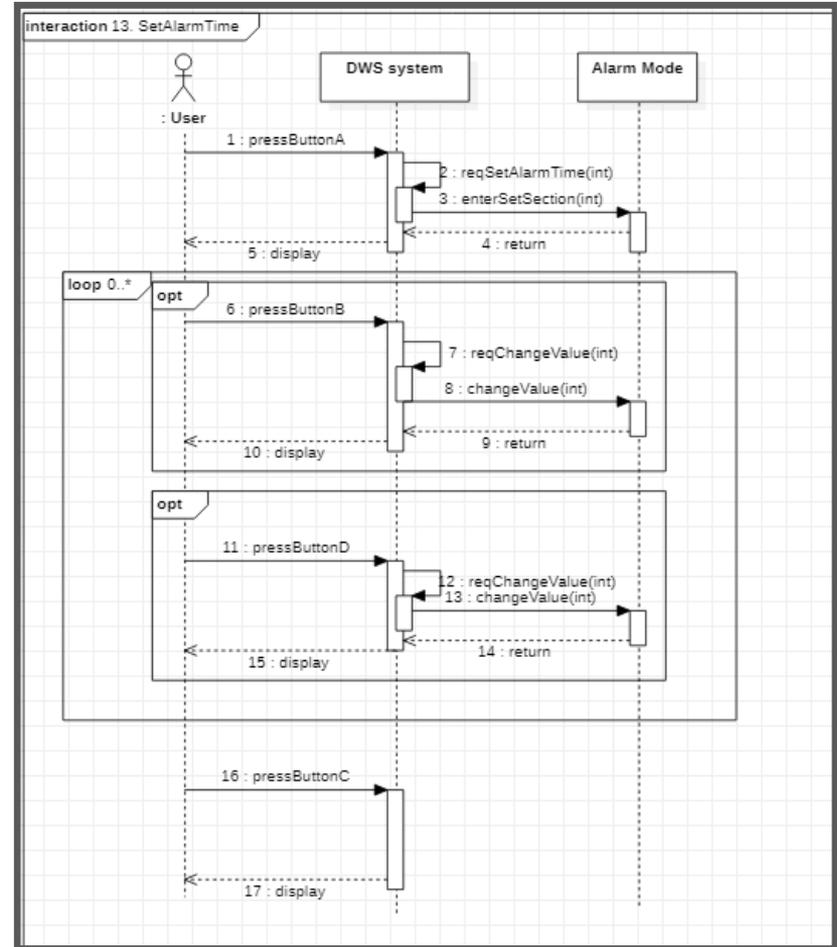 interaction 13. SetAlarmTime
DWS system
Alarm Mode
: User
1 : pressButtonA
2 : reqSetAlarmTime(int)
3 : enterSetSection(int)
4 : return
5 : display
loop 0..*
opt
6 : pressButtonB
7 : reqChangeValue(int)
8 : changeValue(int)
9 : return
10 : display
opt
11 : pressButtonD
12 : reqChangeValue(int)
13 : changeValue(int)
14 : return
15 : display
16 : pressButtonC
17 : display